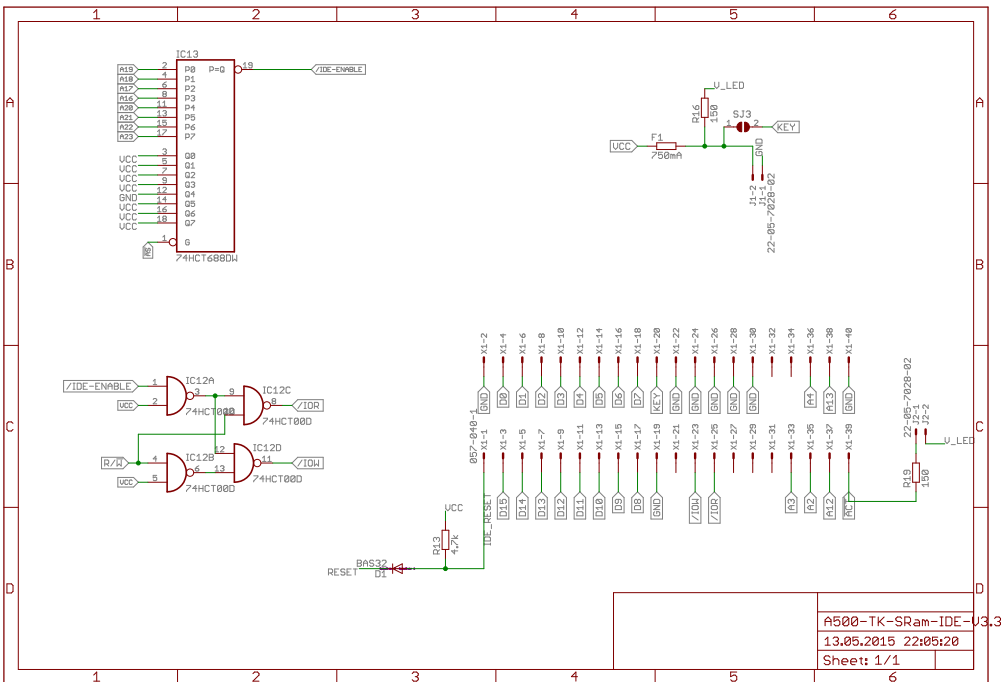 1 2 3 4 5 6
A
IC13
A19 2 P0 P=Q 19 /IDE-ENABLE
A18 4 P1
A17 6 P2
A16 8 P3
A20 11 P4
A21 13 P5
A22 15 P6
A23 17 P7
VCC 3 Q0
VCC 5 Q1
VCC 7 Q2
VCC 9 Q3
GND 12 Q4
VCC 14 Q5
VCC 16 Q6
VCC 18 Q7
1 G
74HCT688DW
V_LED
R16
150
SJ3
1 2 KEY
VCC F1
750mA
GND
J1-2
J1-1
22-05-7028-02
A
B
B
X1-2 X1-4 X1-6 X1-8 X1-10 X1-12 X1-14 X1-16 X1-18 X1-20 X1-22 X1-24 X1-26 X1-28 X1-30 X1-32 X1-34 X1-36 X1-38 X1-40
GND D0 D1 D2 D3 D4 D5 D6 D7 KEY GND GND GND GND GND A4 A13 GND
057-040-1
X1-1 X1-3 X1-5 X1-7 X1-9 X1-11 X1-13 X1-15 X1-17 X1-19 X1-21 X1-23 X1-25 X1-27 X1-29 X1-31 X1-33 X1-35 X1-37 X1-39
D15 D14 D13 D12 D11 D10 D9 D8 GND /IOW /IOR A3 A2 A12 ACT
IDE_RESET
C
/IDE-ENABLE 1 IC12A
3
VCC 2 74HCT00D
9 IC12C
8 /IOR
10 74HCT00D
R/W 4 IC12B
6
VCC 5 74HCT00D
12 IC12D
11 /IOW
13 74HCT00D
22-05-7028-02
J2-1
J2-2
V_LED
R19
150
C
D
VCC
R13
4.7k
BAS32
RESET D1
D
A500-TK-SRam-IDE-V3.3
13.05.2015 22:05:20
Sheet: 1/1
1 2 3 4 5 6